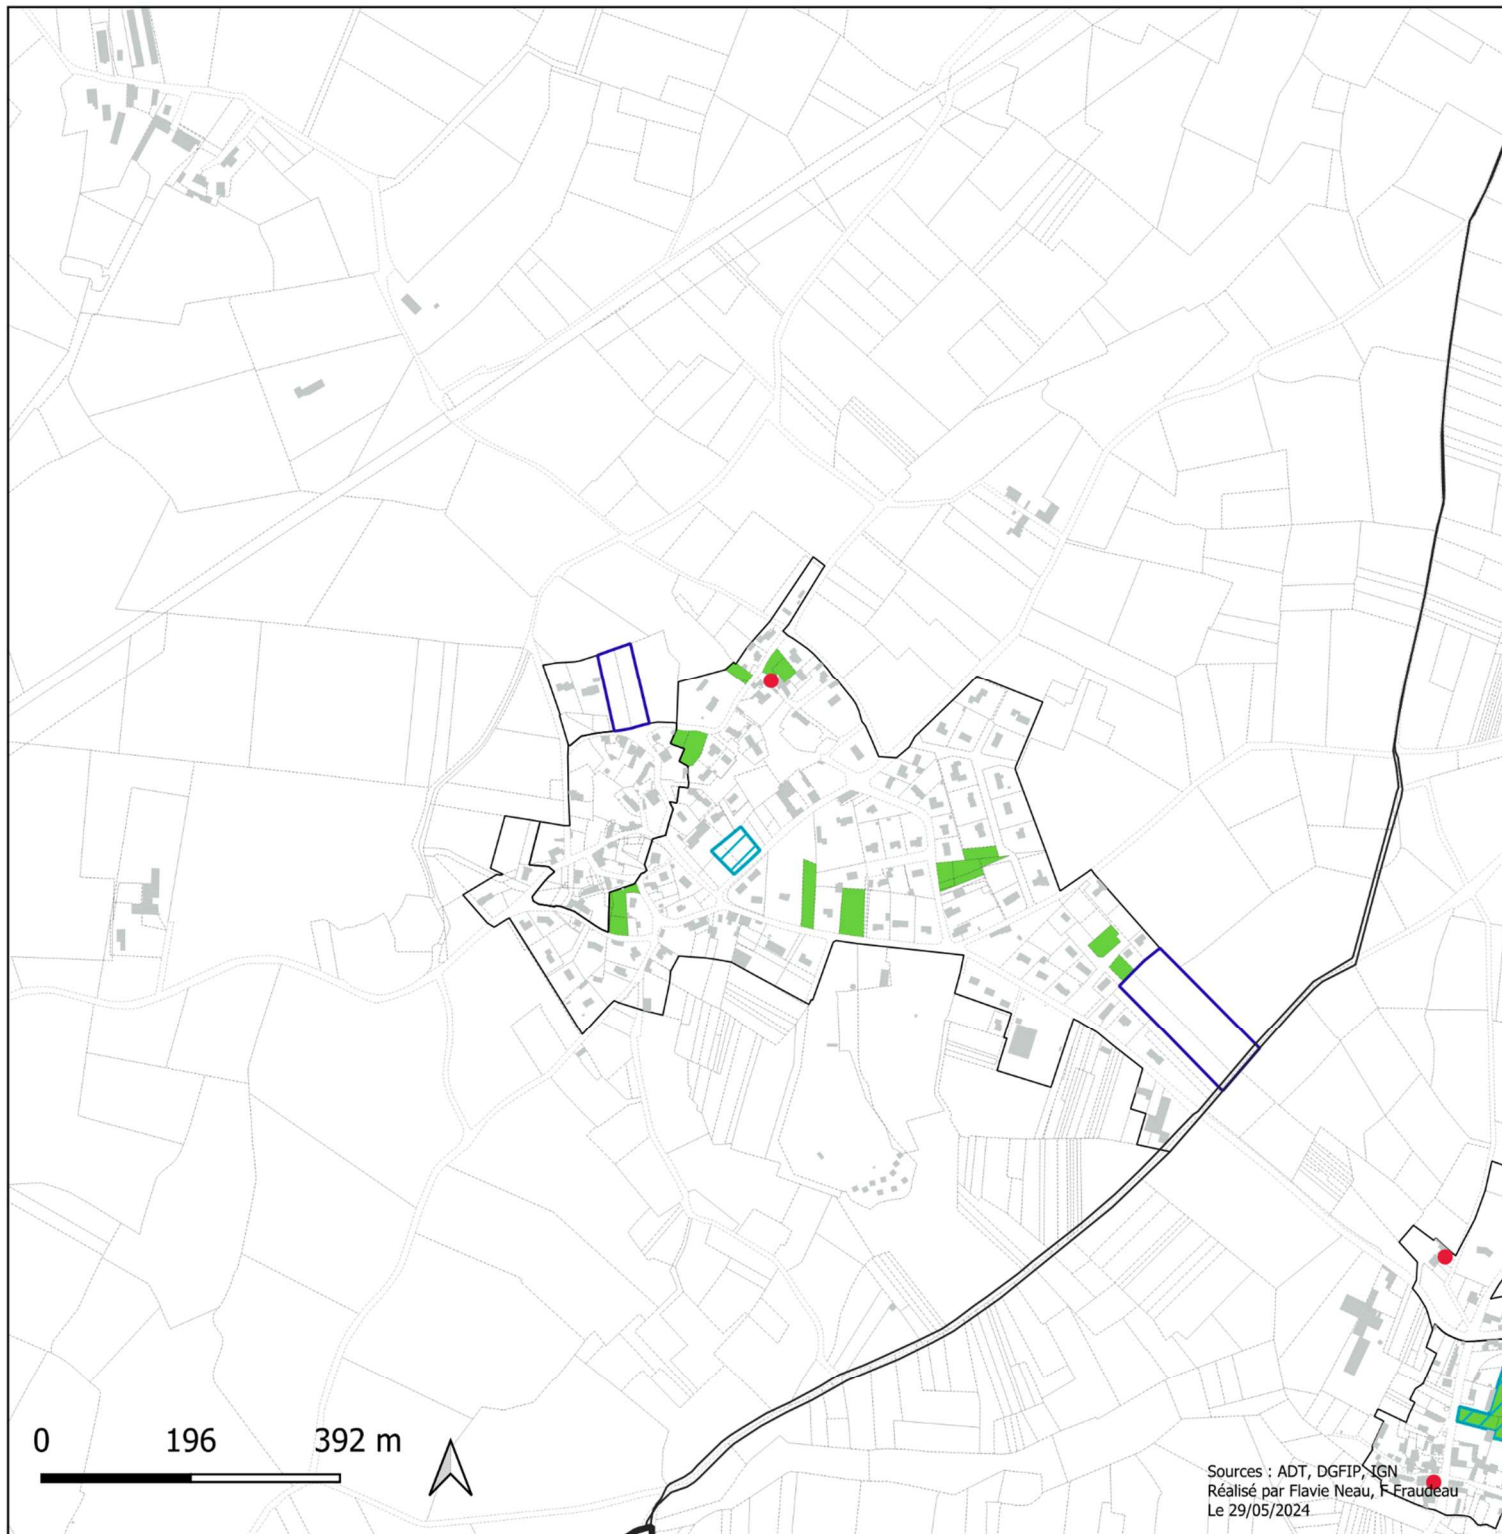 0 196 392 m
Sources : ADT, DGFIP, IGN
Réalisé par Flavie Neau, F Fraudeau
Le 29/05/2024